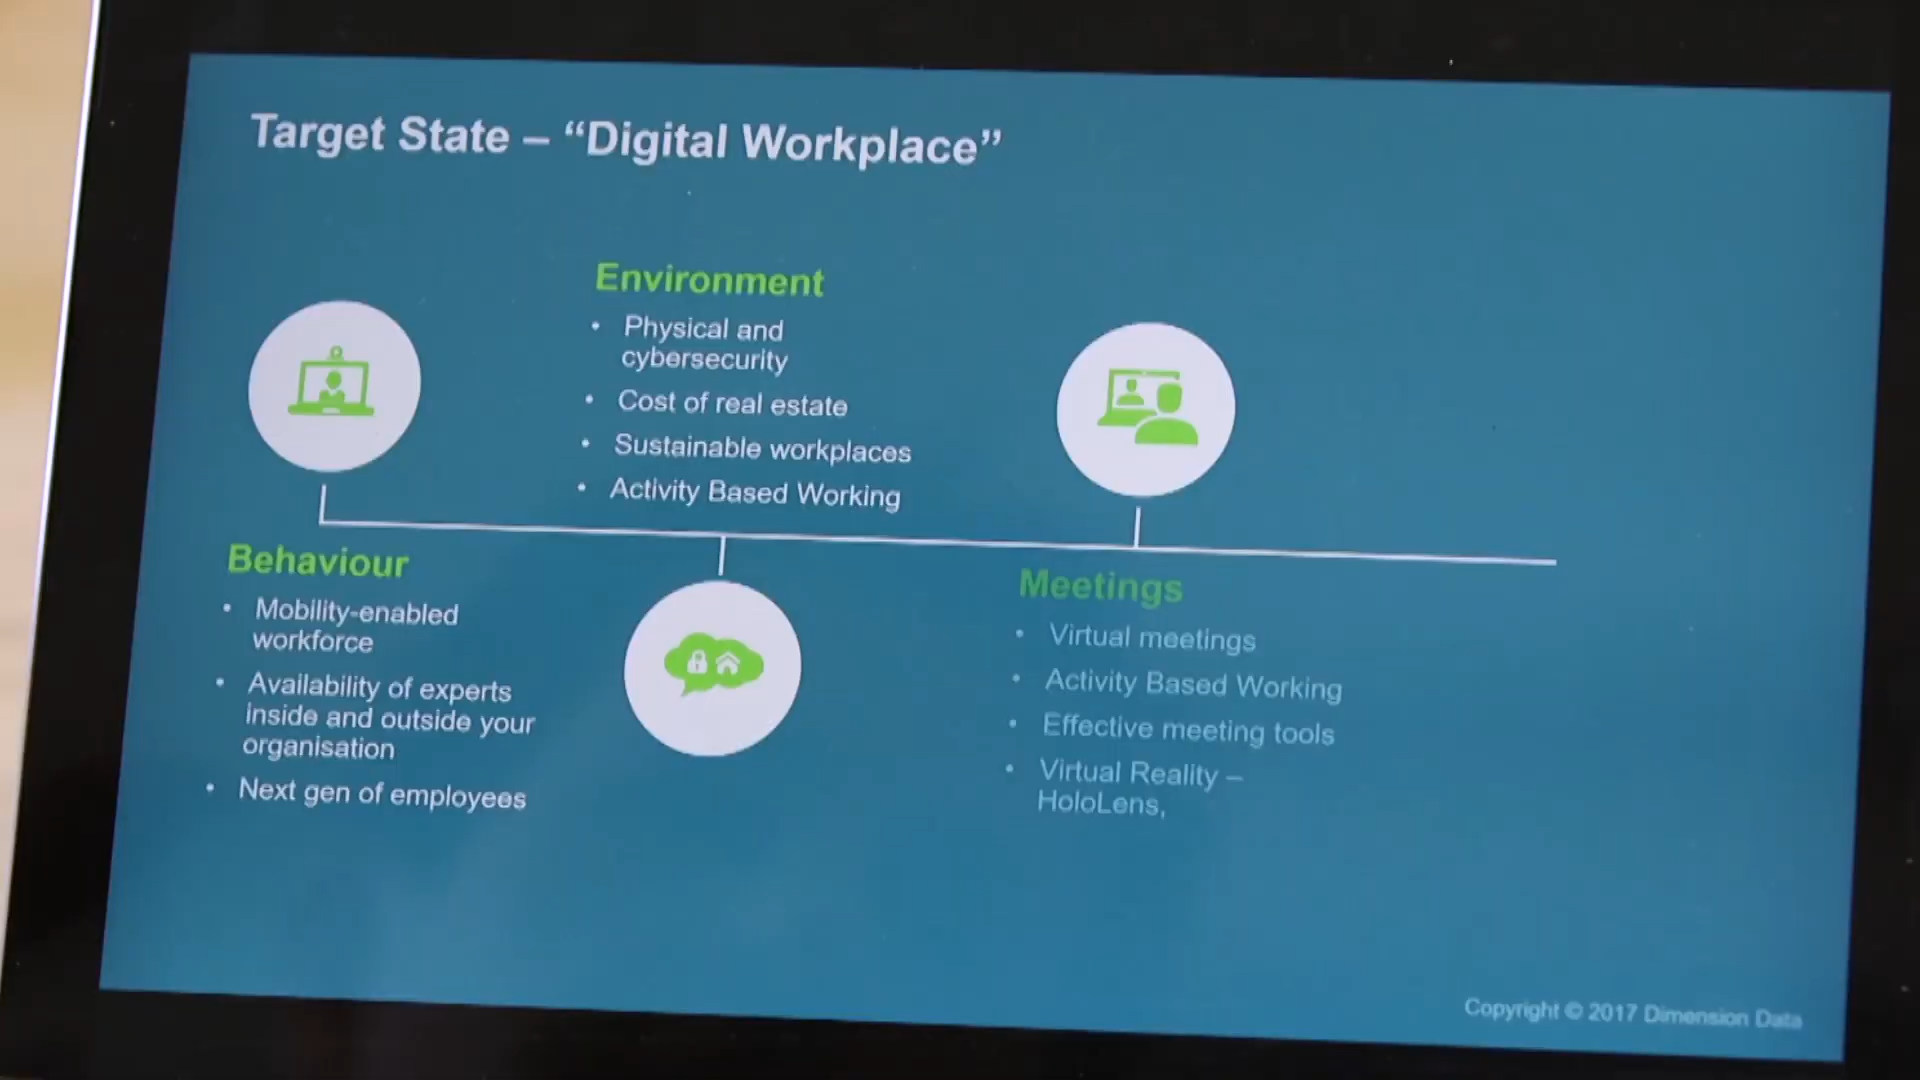 Target State – “Digital Workplace”
Environment
• Physical and
cybersecurity
• Cost of real estate
• Sustainable workplaces
• Activity Based Working
Behaviour
• Mobility-enabled
workforce
• Availability of experts
inside and outside your
organisation
• Next gen of employees
Meetings
• Virtual meetings
• Activity Based Working
• Effective meeting tools
• Virtual Reality –
HoloLens,
Copyright © 2017 Dimension Data